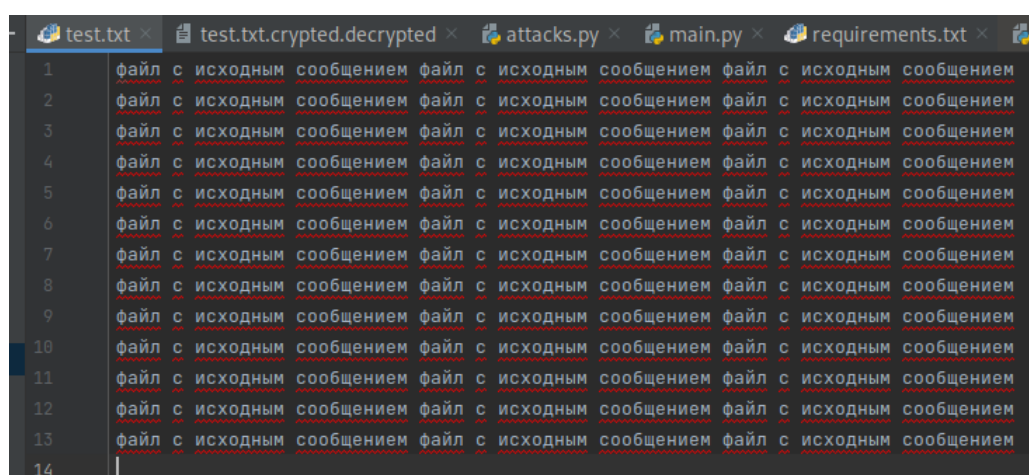 test.txt × test.txt.crypted.decrypted × attacks.py × main.py × requirements.txt ×
1 файл с исходным сообщением файл с исходным сообщением файл с исходным сообщением
2 файл с исходным сообщением файл с исходным сообщением файл с исходным сообщением
3 файл с исходным сообщением файл с исходным сообщением файл с исходным сообщением
4 файл с исходным сообщением файл с исходным сообщением файл с исходным сообщением
5 файл с исходным сообщением файл с исходным сообщением файл с исходным сообщением
6 файл с исходным сообщением файл с исходным сообщением файл с исходным сообщением
7 файл с исходным сообщением файл с исходным сообщением файл с исходным сообщением
8 файл с исходным сообщением файл с исходным сообщением файл с исходным сообщением
9 файл с исходным сообщением файл с исходным сообщением файл с исходным сообщением
10 файл с исходным сообщением файл с исходным сообщением файл с исходным сообщением
11 файл с исходным сообщением файл с исходным сообщением файл с исходным сообщением
12 файл с исходным сообщением файл с исходным сообщением файл с исходным сообщением
13 файл с исходным сообщением файл с исходным сообщением файл с исходным сообщением
14